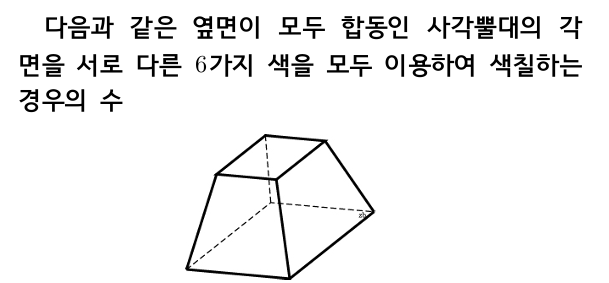 다음과 같은 옆면이 모두 합동인 사각뿔대의 각
면을 서로 다른 6가지 색을 모두 이용하여 색칠하는
경우의 수